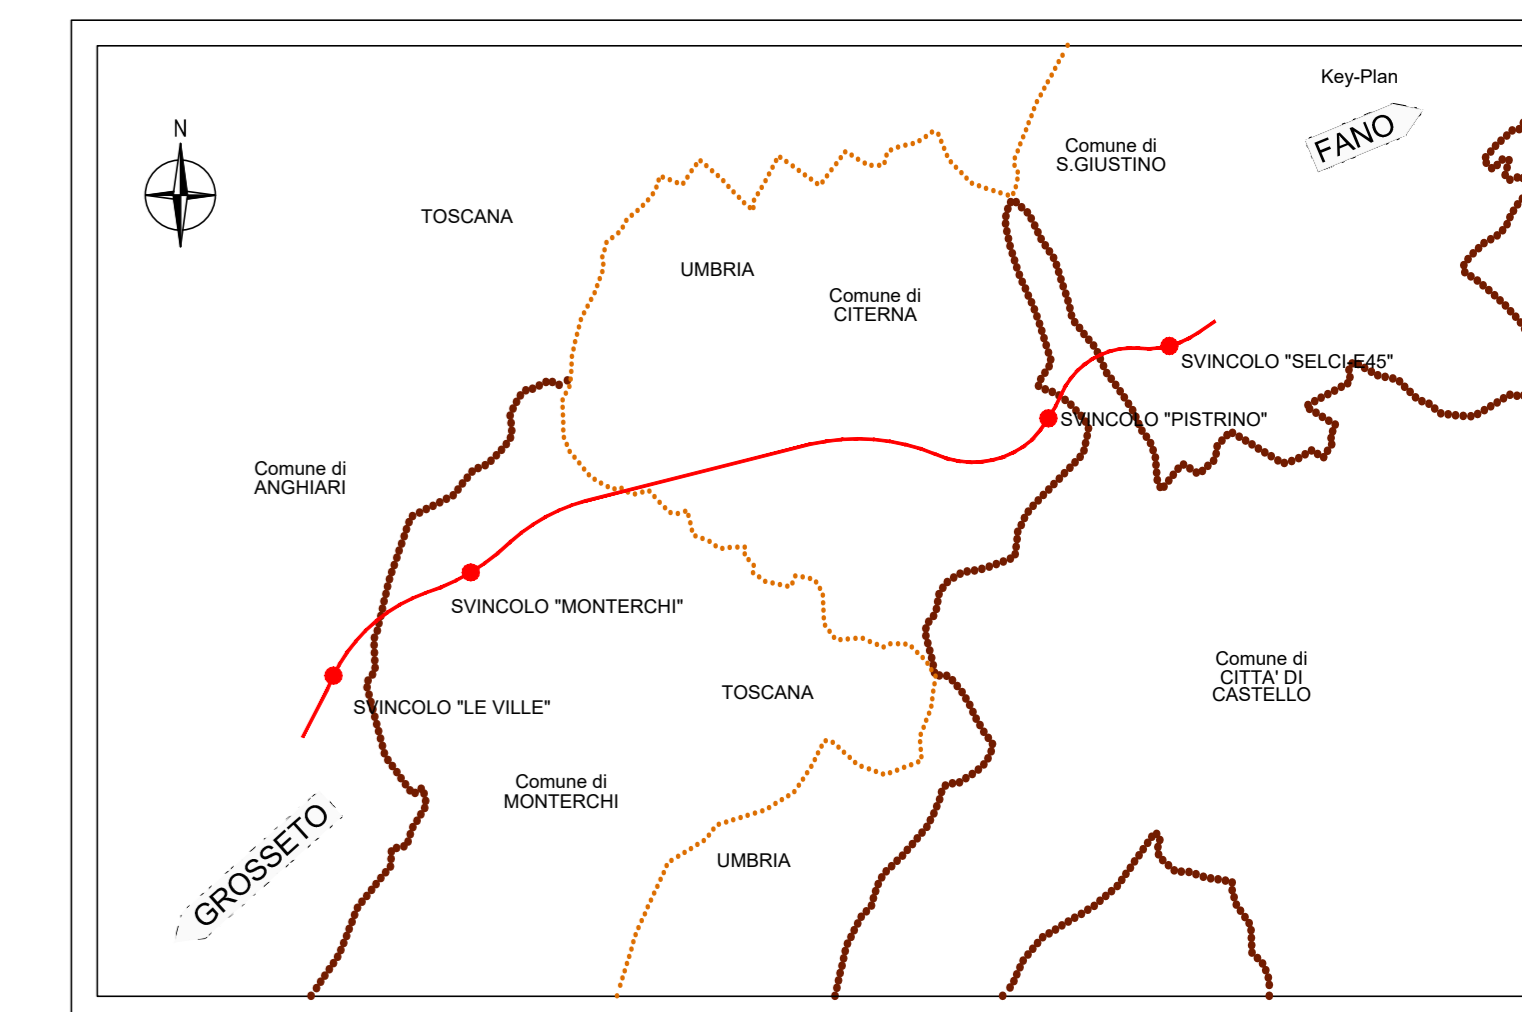 Key-Plan
N
FANO
Comune di
S.GIUSTINO
TOSCANA
UMBRIA
Comune di
CITERNA
SVINCOLO "SELCI-E45"
SVINCOLO "PISTRINO"
Comune di
ANGHIARI
SVINCOLO "MONTERCHI"
Comune di
CITTA' DI
CASTELLO
TOSCANA
SVINCOLO "LE VILLE"
Comune di
MONTERCHI
GROSSETO
UMBRIA